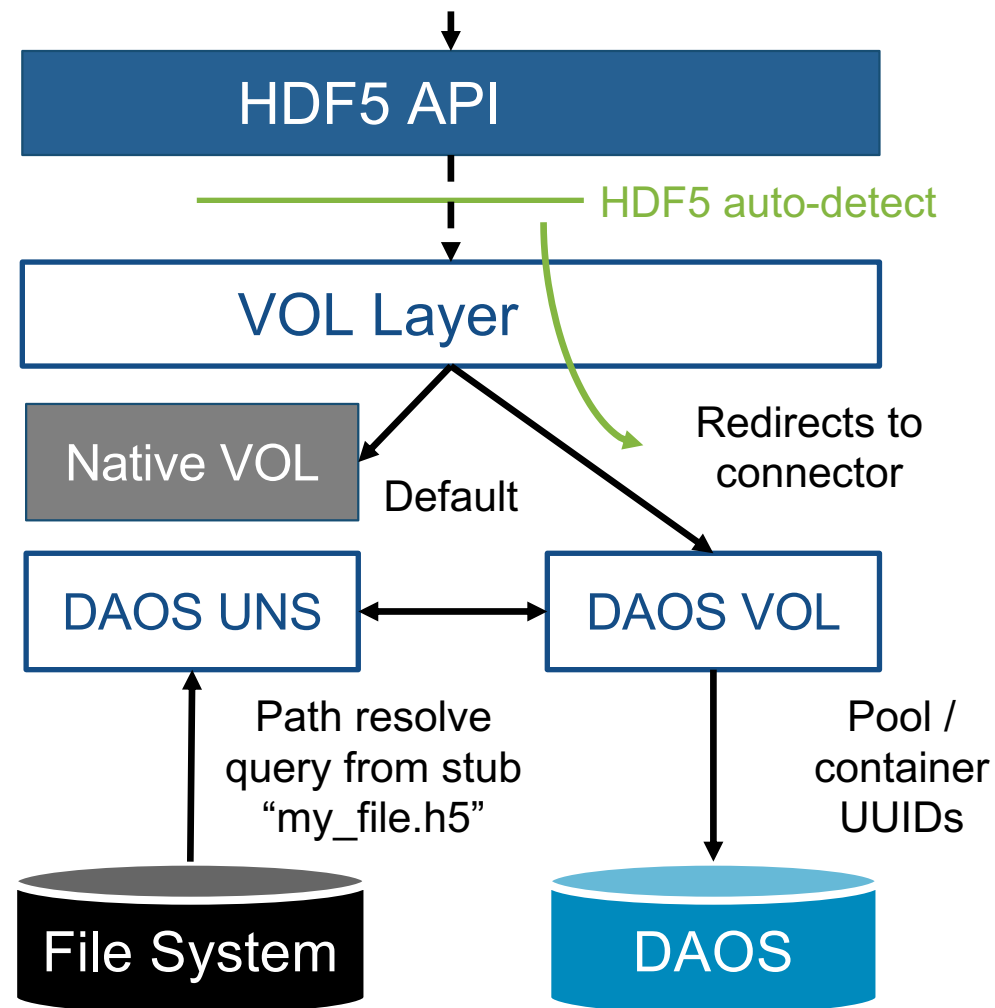 HDF5 API
HDF5 auto-detect
VOL Layer
Native VOL
Default
Redirects to
connector
DAOS UNS
DAOS VOL
Path resolve
query from stub
“my_file.h5”
Pool /
container
UUIDs
File System
DAOS